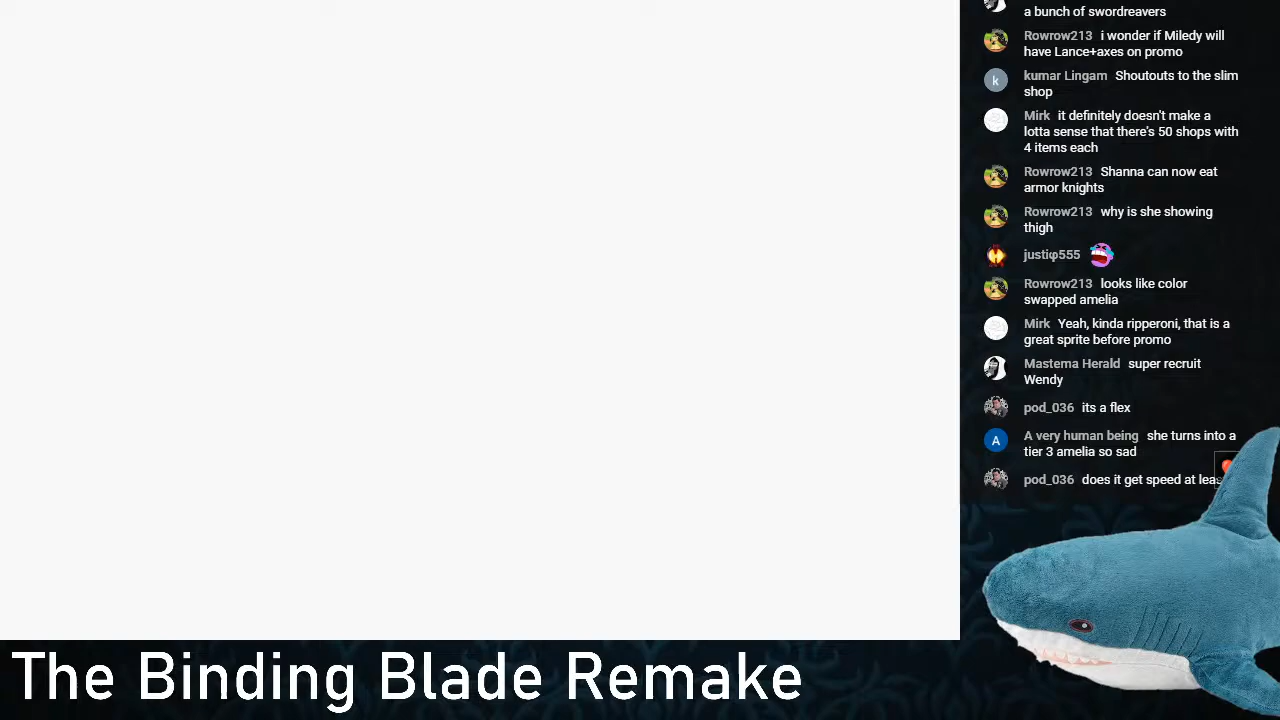 a bunch of swordreavers
Rowrow213 i wonder if Miledy will
have Lance+axes on promo
kumar Lingam Shoutouts to the slim
shop
Mirk it definitely doesn't make a
lotta sense that there's 50 shops with
4 items each
Rowrow213 Shanna can now eat
armor knights
Rowrow213 why is she showing
thigh
justiφ555
Rowrow213 looks like color
swapped amelia
Mirk Yeah, kinda ripperoni, that is a
great sprite before promo
Mastema Herald super recruit
Wendy
pod_036 its a flex
A very human being she turns into a
tier 3 amelia so sad
pod_036 does it get speed at
k
A
The Binding Blade Remake